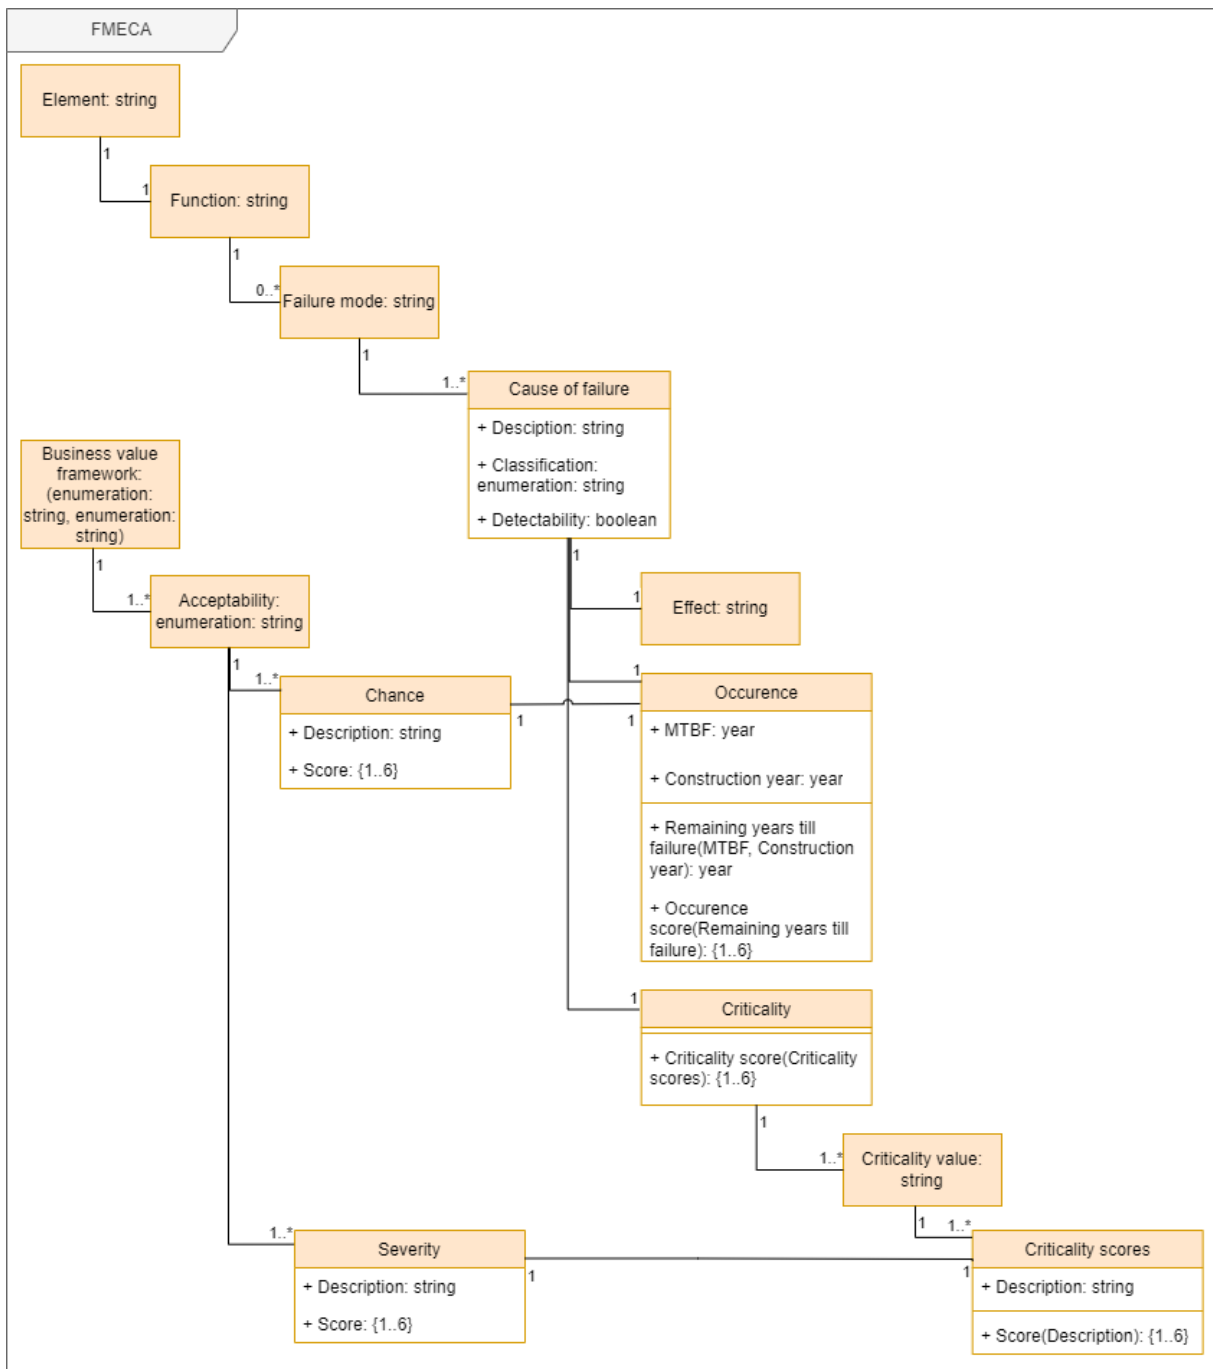 FMECA
Element: string
1
1
Function: string
1
0..*
Failure mode: string
1
1..*
Cause of failure
+ Desciption: string
+ Classification:
enumeration: string
+ Detectability: boolean
Business value
framework:
(enumeration:
string, enumeration:
string)
1
1..*
Acceptability:
enumeration: string
1
1
Effect: string
1
1..*
Chance
+ Description: string
+ Score: {1..6}
1
1
1
Occurence
+ MTBF: year
+ Construction year: year
+ Remaining years till
failure(MTBF, Construction
year): year
+ Occurence
score(Remaining years till
failure): {1..6}
1
Criticality
+ Criticality score(Criticality
scores): {1..6}
1
1..*
Criticality value:
string
1
1..*
1..*
Severity
+ Description: string
+ Score: {1..6}
1
1
Criticality scores
+ Description: string
+ Score(Description): {1..6}